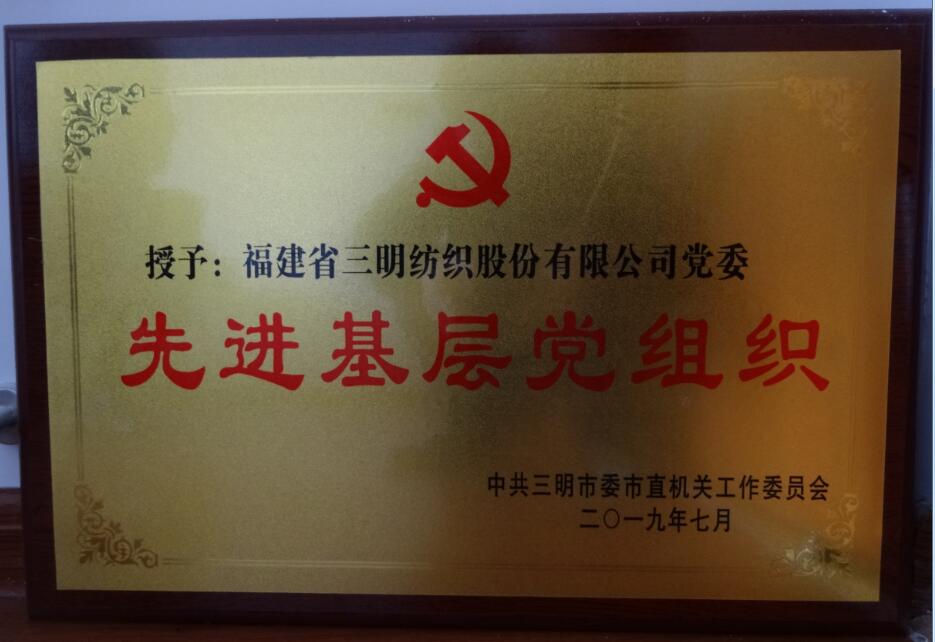 授予：福建省三明纺织股份有限公司党委
先进基层党组织
中共三明市委市直机关工作委员会
二〇一九年七月